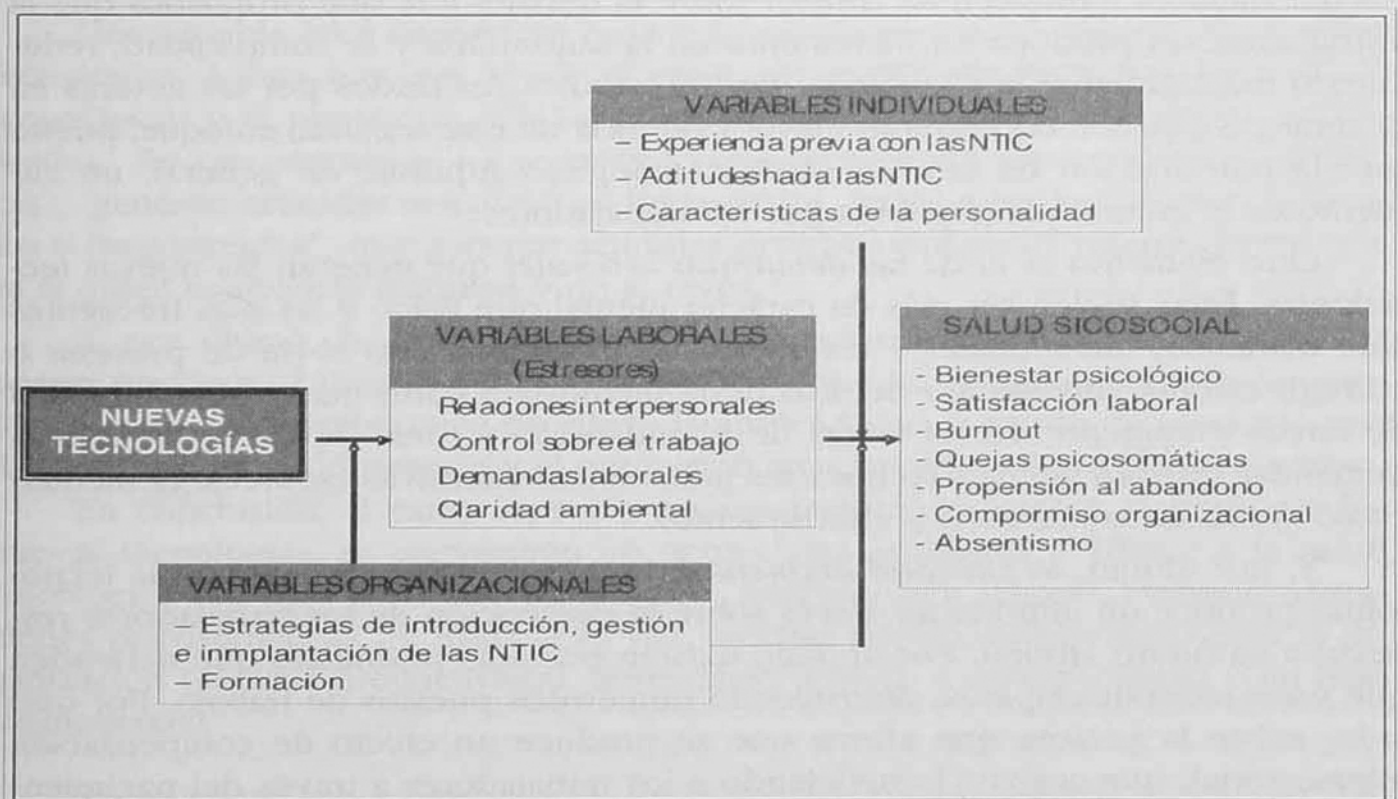 VARIABLES INDIVIDUALES
– Experiencia previa con las NTIC
– Actitudes hacia las NTIC
– Características de la personalidad
VARIABLES LABORALES
(Estresores)
Relaciones interpersonales
Control sobre el trabajo
Demandas laborales
Claridad ambiental
SALUD SICOSOCIAL
- Bienestar psicológico
- Satisfacción laboral
- Burnout
- Quejas psicosomáticas
- Propensión al abandono
- Compormiso organizacional
- Absentismo
NUEVAS
TECNOLOGÍAS
VARIABLES ORGANIZACIONALES
– Estrategias de introducción, gestión
e inmplantación de las NTIC
– Formación